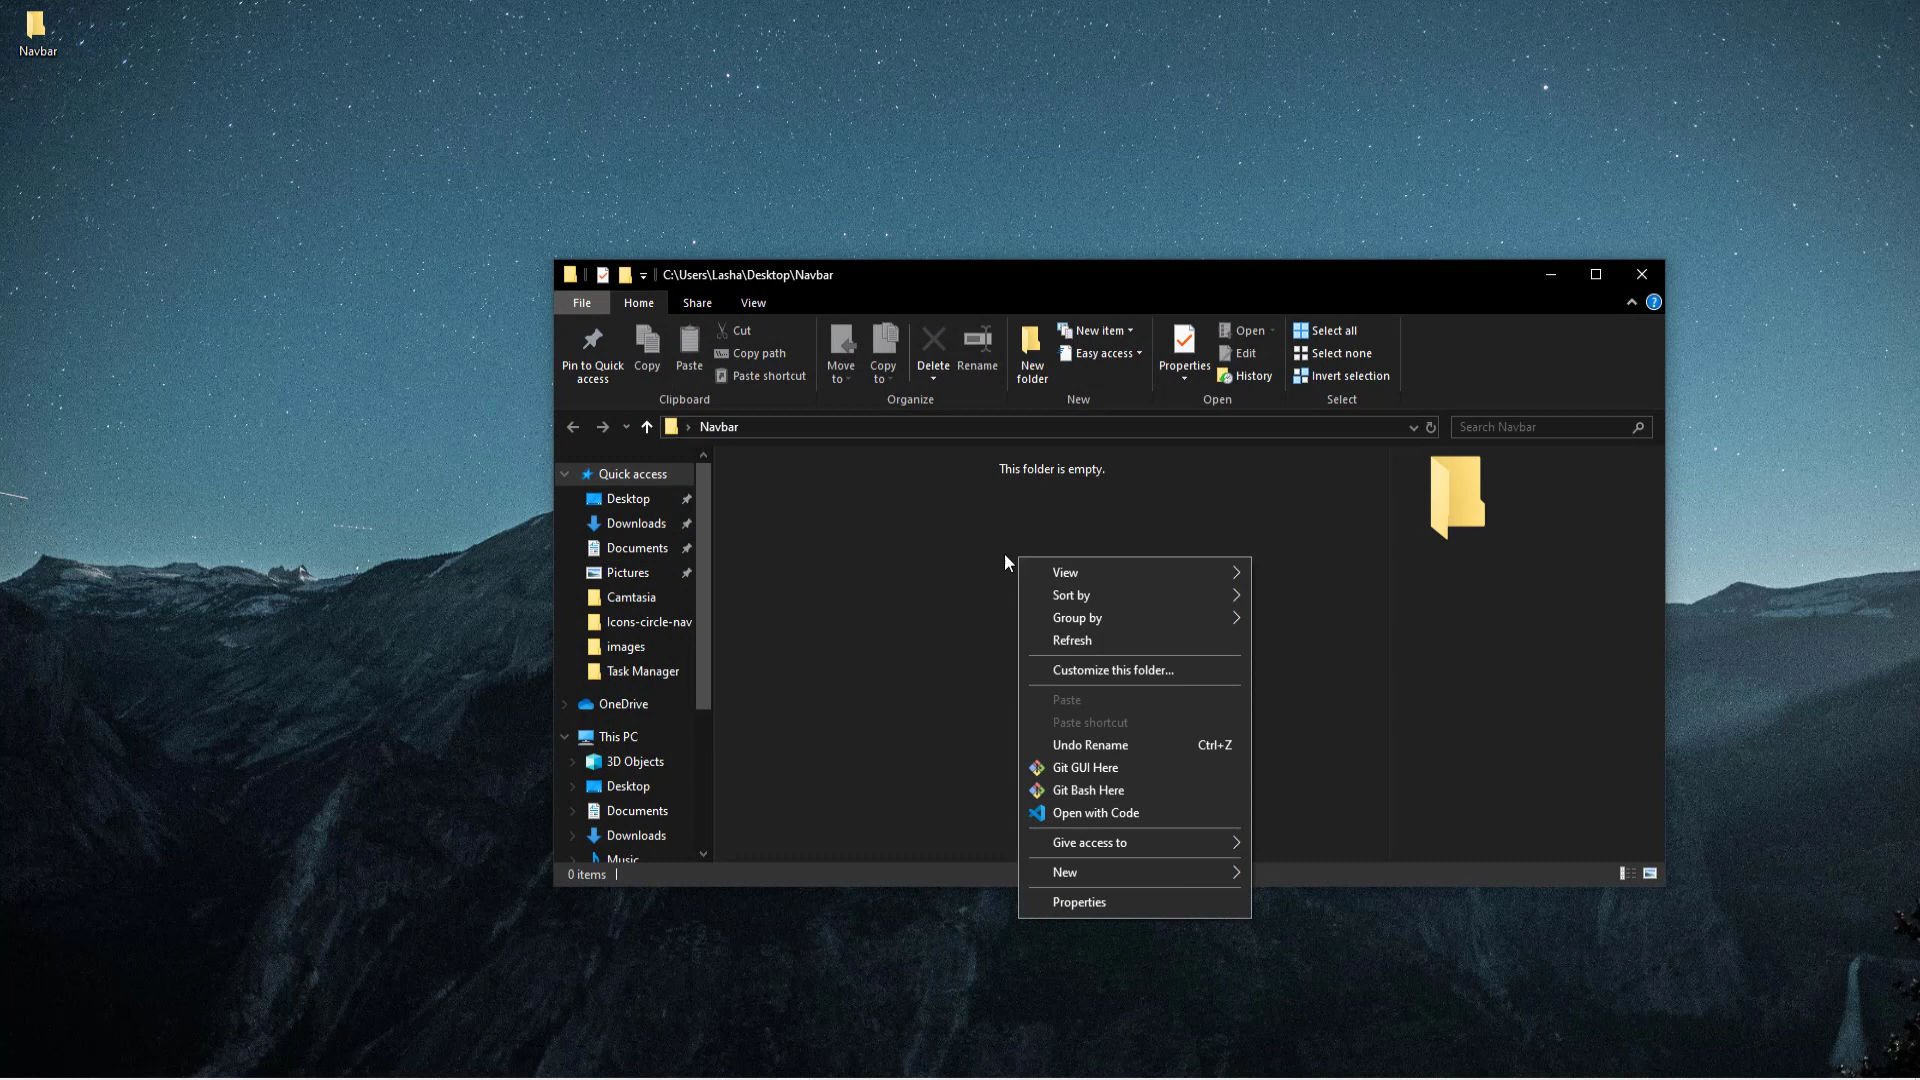 Navbar
C:\Users\Lasha\Desktop\Navbar
File Home Share View
Pin to Quick access
Copy
Paste
Cut
Copy path
Paste shortcut
Clipboard
Move to
Copy to
Delete
Rename
Organize
New folder
New item
Easy access
New
Properties
Open
Edit
History
Open
Select all
Select none
Invert selection
Select
Navbar
Search Navbar
Quick access
Desktop
Downloads
Documents
Pictures
Camtasia
Icons-circle-nav
images
Task Manager
OneDrive
This PC
3D Objects
Desktop
Documents
Downloads
Music
0 items
This folder is empty.
View
Sort by
Group by
Refresh
Customize this folder...
Paste
Paste shortcut
Undo Rename Ctrl+Z
Git GUI Here
Git Bash Here
Open with Code
Give access to
New
Properties